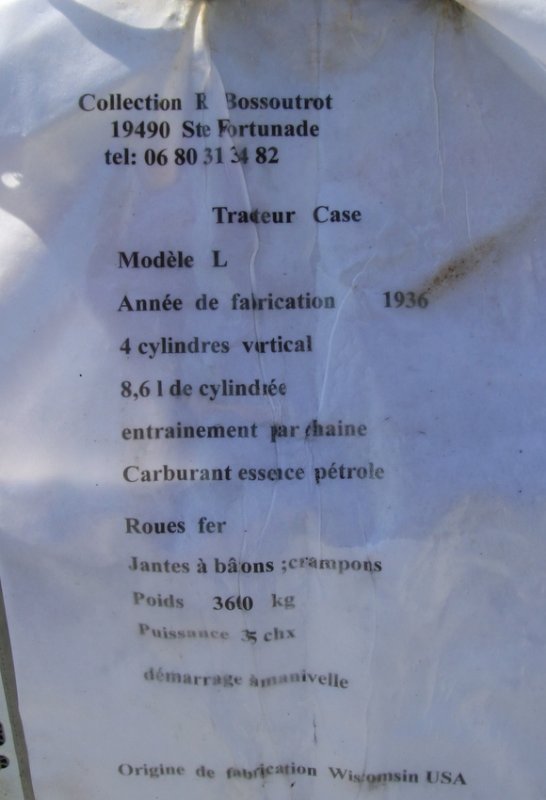 Collection R Bossoutrot
19490 Ste Fortunade
tel: 06 80 31 34 82
Tracteur Case
Modèle L
Année de fabrication 1936
4 cylindres vertical
8,6 l de cylindrée
entrainement par chaine
Carburant essence pétrole
Roues fer
Jantes à bâons ;crampons
Poids 3600 kg
Puissance 35 chx
démarrage àmanivelle
Origine de fabrication Wisconsin USA